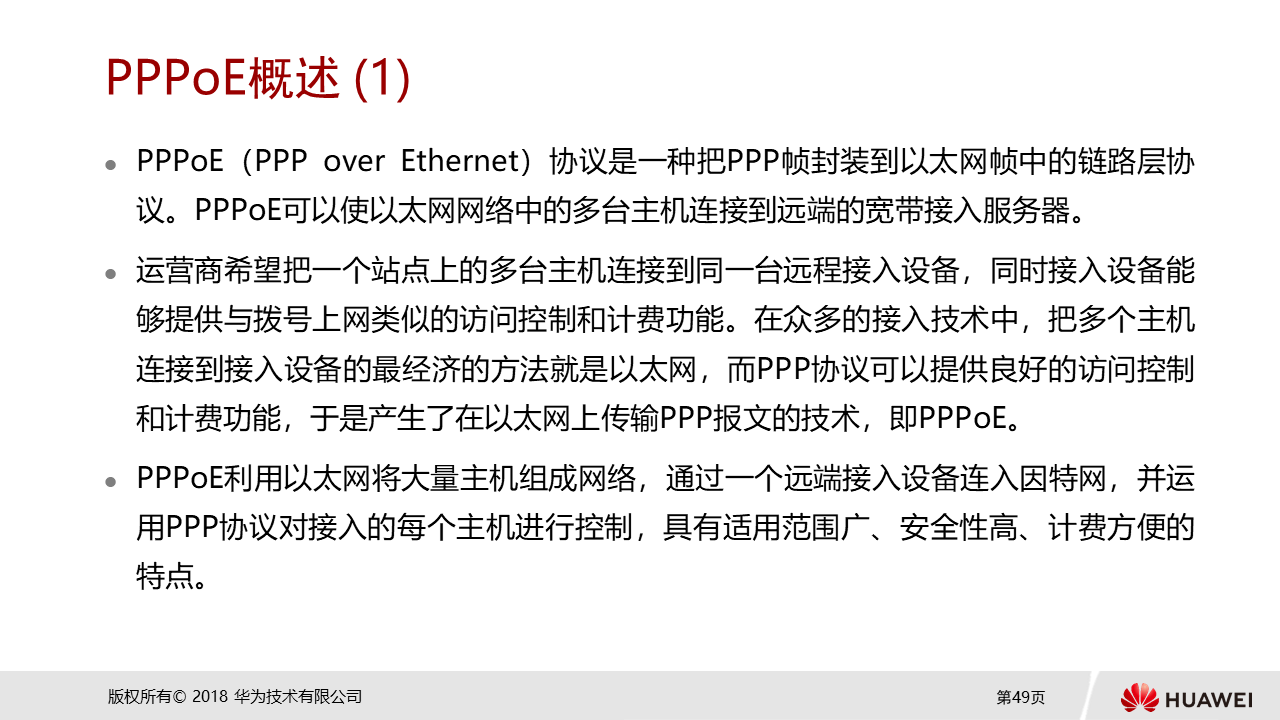 PPPoE概述 (1)
PPPoE（PPP over Ethernet）协议是一种把PPP帧封装到以太网帧中的链路层协
议。PPPoE可以使以太网网络中的多台主机连接到远端的宽带接入服务器。
运营商希望把一个站点上的多台主机连接到同一台远程接入设备，同时接入设备能
够提供与拨号上网类似的访问控制和计费功能。在众多的接入技术中，把多个主机
连接到接入设备的最经济的方法就是以太网，而PPP协议可以提供良好的访问控制
和计费功能，于是产生了在以太网上传输PPP报文的技术，即PPPoE。
PPPoE利用以太网将大量主机组成网络，通过一个远端接入设备连入因特网，并运
用PPP协议对接入的每个主机进行控制，具有适用范围广、安全性高、计费方便的
特点。
版权所有© 2018 华为技术有限公司
第49页
HUAWEI